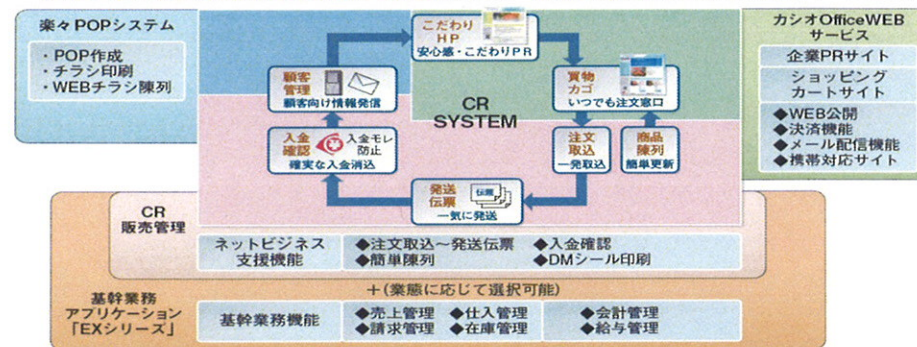 楽々POPシステム
・POP作成
・チラシ印刷
・WEBチラシ陳列
こだわり
HP
安心感・こだわりPR
カシオOfficeWEB
サービス
企業PRサイト
ショッピング
カートサイト
◆WEB公開
◆決済機能
◆メール配信機能
◆携帯対応サイト
顧客
管理
顧客向け情報発信
買物
カゴ
いつでも注文窓口
CR
SYSTEM
入金
確認
入金モレ
防止
確実な入金消込
注文
取込
一発取込
商品
陳列
簡単更新
発送
伝票
伝票
一気に発送
CR
販売管理
ネットビジネス
支援機能
◆注文取込～発送伝票
◆入金確認
◆簡単陳列
◆DMシール印刷
＋(業態に応じて選択可能)
基幹業務
アプリケーション
「EXシリーズ」
基幹業務機能
◆売上管理
◆仕入管理
◆会計管理
◆請求管理
◆在庫管理
◆給与管理